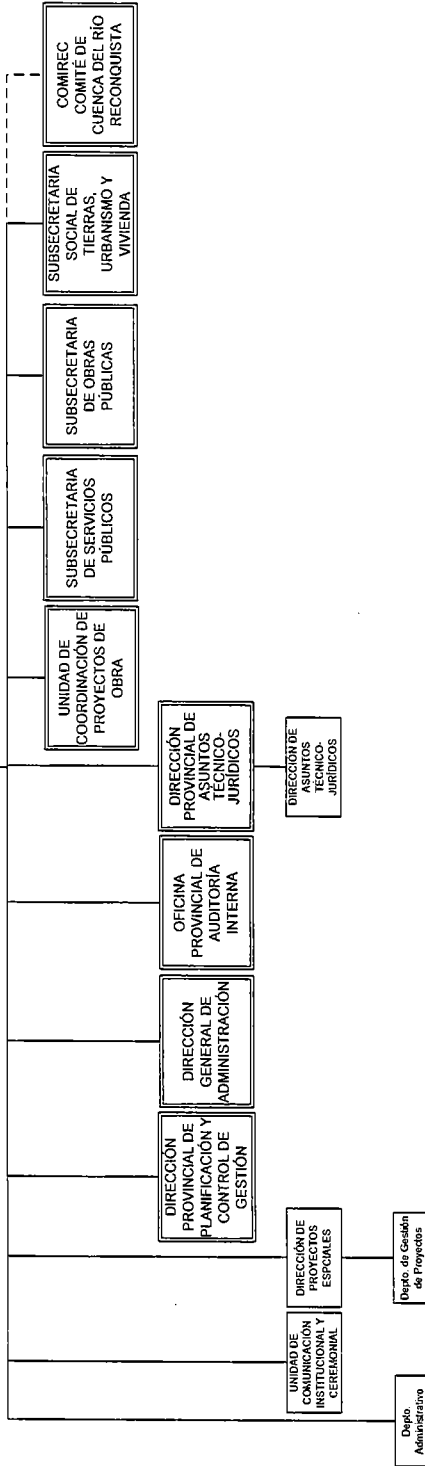 COMIREC
COMITÉ DE
CUENCA DEL RÍO
RECONQUISTA
SUBSECRETARIA
SOCIAL DE
TIERRAS,
URBANISMO Y
VIVIENDA
SUBSECRETARIA
DE OBRAS
PÚBLICAS
SUBSECRETARIA
DE SERVICIOS
PÚBLICOS
UNIDAD DE
COORDINACIÓN DE
PROYECTOS DE
OBRA
DIRECCIÓN
PROVINCIAL DE
ASUNTOS
TÉCNICO-
JURÍDICOS
DIRECCIÓN DE
ASUNTOS
TÉCNICO-
JURÍDICOS
OFICINA
PROVINCIAL DE
AUDITORÍA
INTERNA
DIRECCIÓN
GENERAL DE
ADMINISTRACIÓN
DIRECCIÓN
PROVINCIAL DE
PLANIFICACIÓN Y
CONTROL DE
GESTIÓN
DIRECCIÓN DE
PROYECTOS
ESPCIALES
Depto. de Gestión
de Proyectos
UNIDAD DE
COMUNICACIÓN
INSTITUCIONAL Y
CEREMONIAL
Depto.
Administrativo